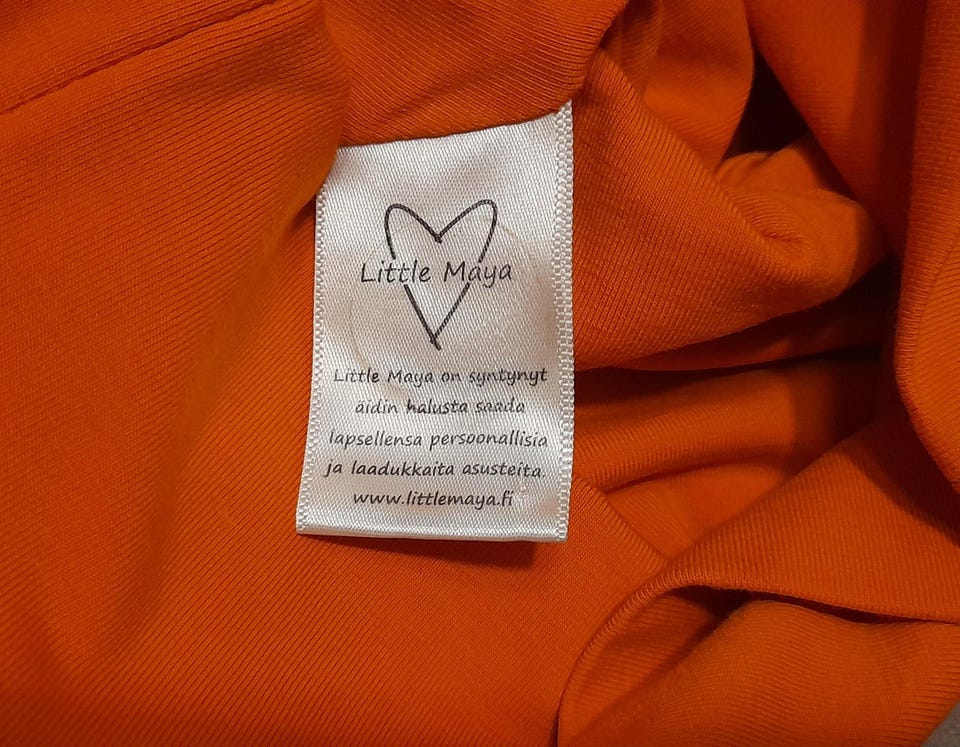 Little Maya
Little Maya on syntynyt
äidin halusta saada
lapsellensa persoonallisia
ja laadukkaita asusteita.
www.littlemaya.fi